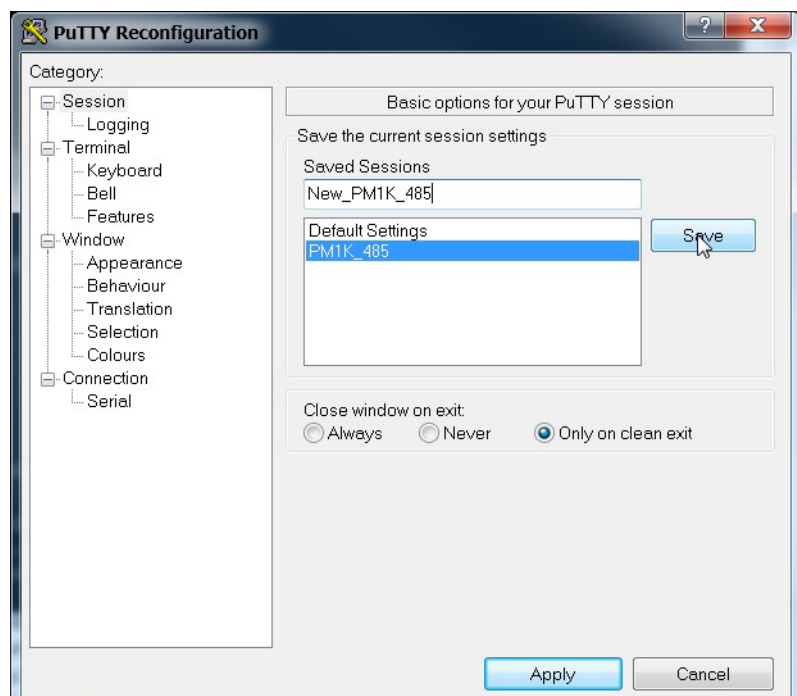 PuTTY Reconfiguration
?
X
Category:
Session
Logging
Terminal
Keyboard
Bell
Features
Window
Appearance
Behaviour
Translation
Selection
Colours
Connection
Serial
Basic options for your PuTTY session
Save the current session settings
Saved Sessions
New_PM1K_485
Default Settings
PM1K_485
Save
Close window on exit:
Always Never Only on clean exit
Apply Cancel